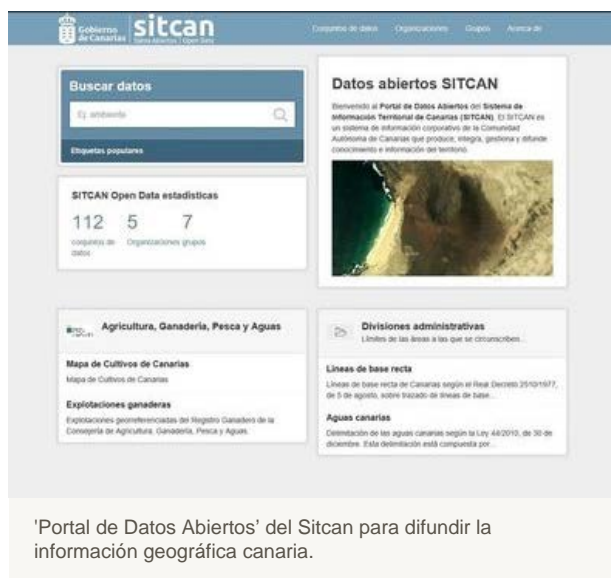 Gobierno
de Canarias
sitcan
Datos Abiertos | Open Data
Conjuntos de datos Organizaciones Grupos Acerca de
Buscar datos
Ej. ambiente
Etiquetas populares
Datos abiertos SITCAN
Bienvenido al Portal de Datos Abiertos del Sistema de
Información Territorial de Canarias (SITCAN). El SITCAN es
un sistema de información corporativo de la Comunidad
Autónoma de Canarias que produce, integra, gestiona y difunde
conocimiento e información del territorio.
SITCAN Open Data estadísticas
112 5 7
conjuntos de datos Organizaciones grupos
Agricultura, Ganadería, Pesca y Aguas
Mapa de Cultivos de Canarias
Mapa de Cultivos de Canarias
Explotaciones ganaderas
Explotaciones georreferenciadas del Registro Ganadero de la
Consejería de Agricultura, Ganadería, Pesca y Aguas.
Divisiones administrativas
Límites de las áreas a las que se circunscriben...
Líneas de base recta
Líneas de base recta de Canarias según el Real Decreto 2510/1977,
de 5 de agosto, sobre trazado de líneas de base...
Aguas canarias
Delimitación de las aguas canarias según la Ley 44/2010, de 30 de
diciembre. Esta delimitación está compuesta por...
'Portal de Datos Abiertos’ del Sitcan para difundir la
información geográfica canaria.